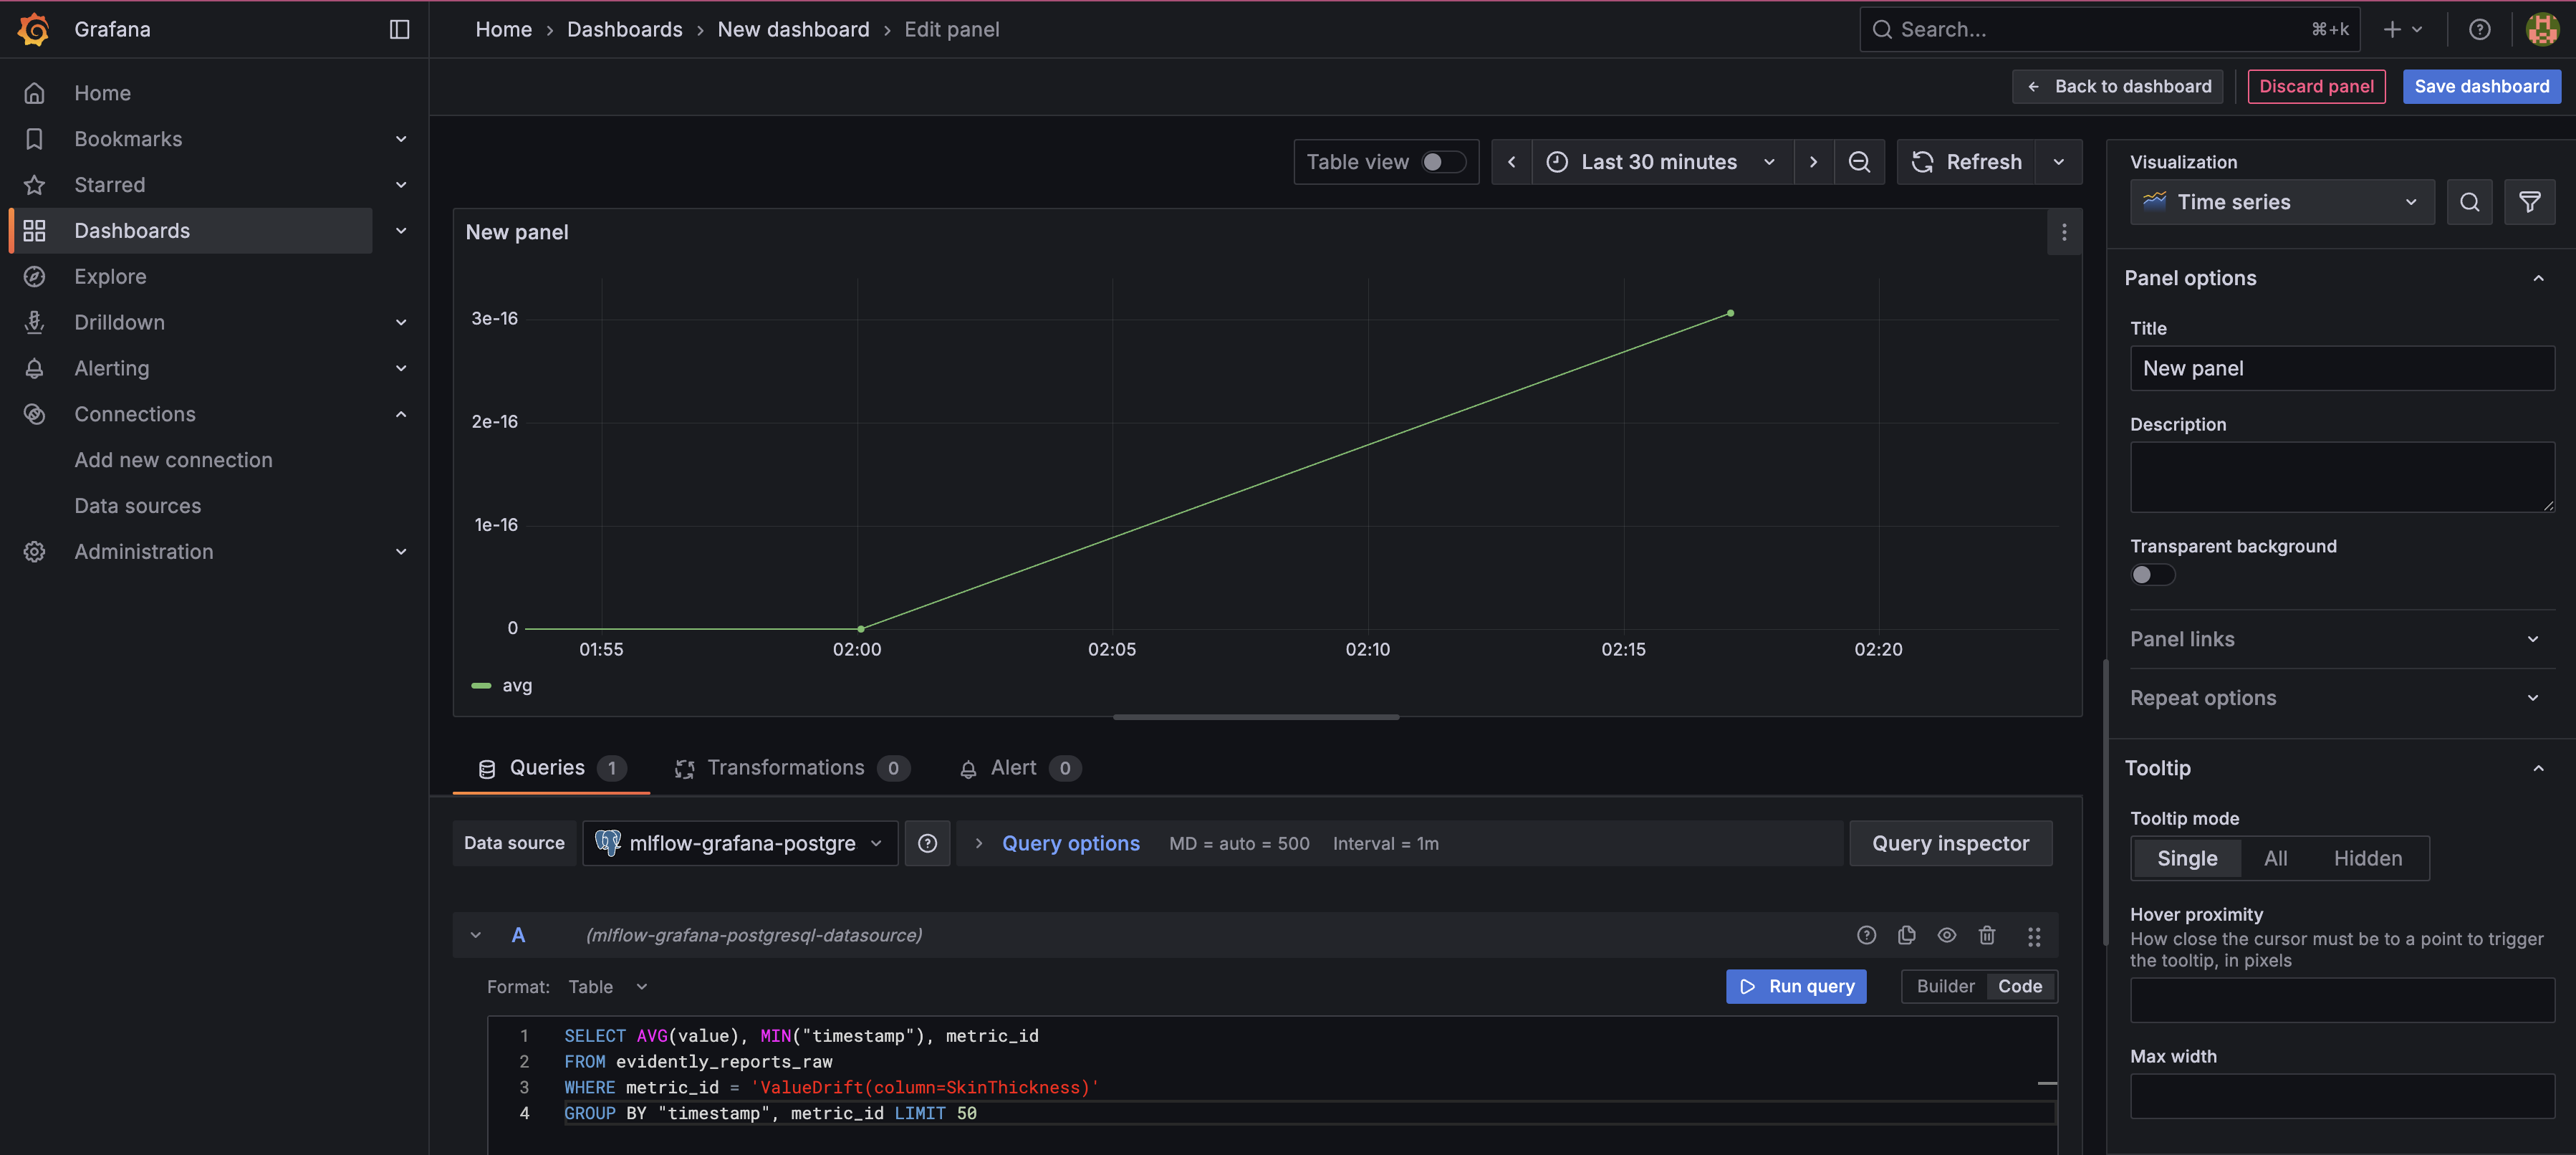 Grafana
Home › Dashboards › New dashboard › Edit panel
Search...
⌘+k
Back to dashboard
Discard panel
Save dashboard
Home
Bookmarks
Starred
Dashboards
Explore
Drilldown
Alerting
Connections
Add new connection
Data sources
Administration
Table view
Last 30 minutes
Refresh
New panel
3e-16
2e-16
1e-16
0
01:55
02:00
02:05
02:10
02:15
02:20
avg
Queries 1
Transformations 0
Alert 0
Data source
mlflow-grafana-postgre
Query options
MD = auto = 500
Interval = 1m
Query inspector
A
(mlflow-grafana-postgresql-datasource)
Format: Table
Run query
Builder
Code
1 SELECT AVG(value), MIN("timestamp"), metric_id
2 FROM evidently_reports_raw
3 WHERE metric_id = 'ValueDrift(column=SkinThickness)'
4 GROUP BY "timestamp", metric_id LIMIT 50
Visualization
Time series
Panel options
Title
New panel
Description
Transparent background
Panel links
Repeat options
Tooltip
Tooltip mode
Single
All
Hidden
Hover proximity
How close the cursor must be to a point to trigger
the tooltip, in pixels
Max width